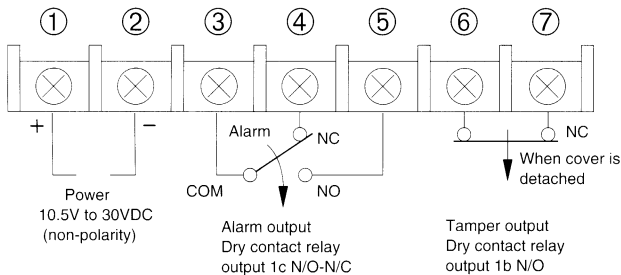 ① ② ③ ④ ⑤ ⑥ ⑦
+ −
Alarm
NC
NC
COM
NO
When cover is
detached
Power
10.5V to 30VDC
(non-polarity)
Alarm output
Dry contact relay
output 1c N/O-N/C
Tamper output
Dry contact relay
output 1b N/O